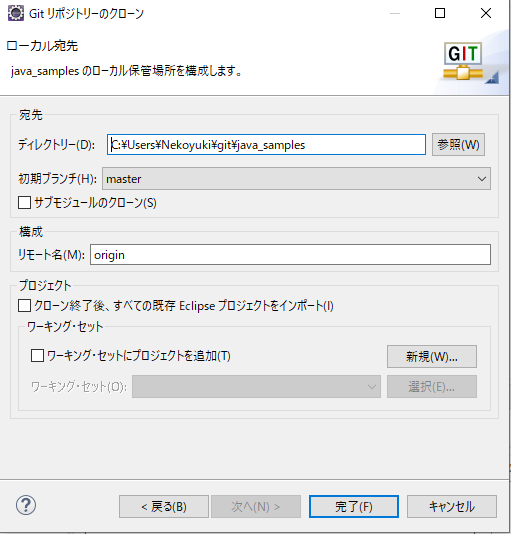 Git リポジトリーのクローン
ローカル宛先
java_samples のローカル保管場所を構成します。
GIT
宛先
ディレクトリー(D): C:¥Users¥Nekoyuki¥git¥java_samples 参照(W)
初期ブランチ(H): master
サブモジュールのクローン(S)
構成
リモート名(M): origin
プロジェクト
クローン終了後、すべての既存 Eclipse プロジェクトをインポート(I)
ワーキング・セット
ワーキング・セットにプロジェクトを追加(T) 新規(W)...
ワーキング・セット(O): 選択(E)...
? < 戻る(B) 次へ(N) > 完了(F) キャンセル